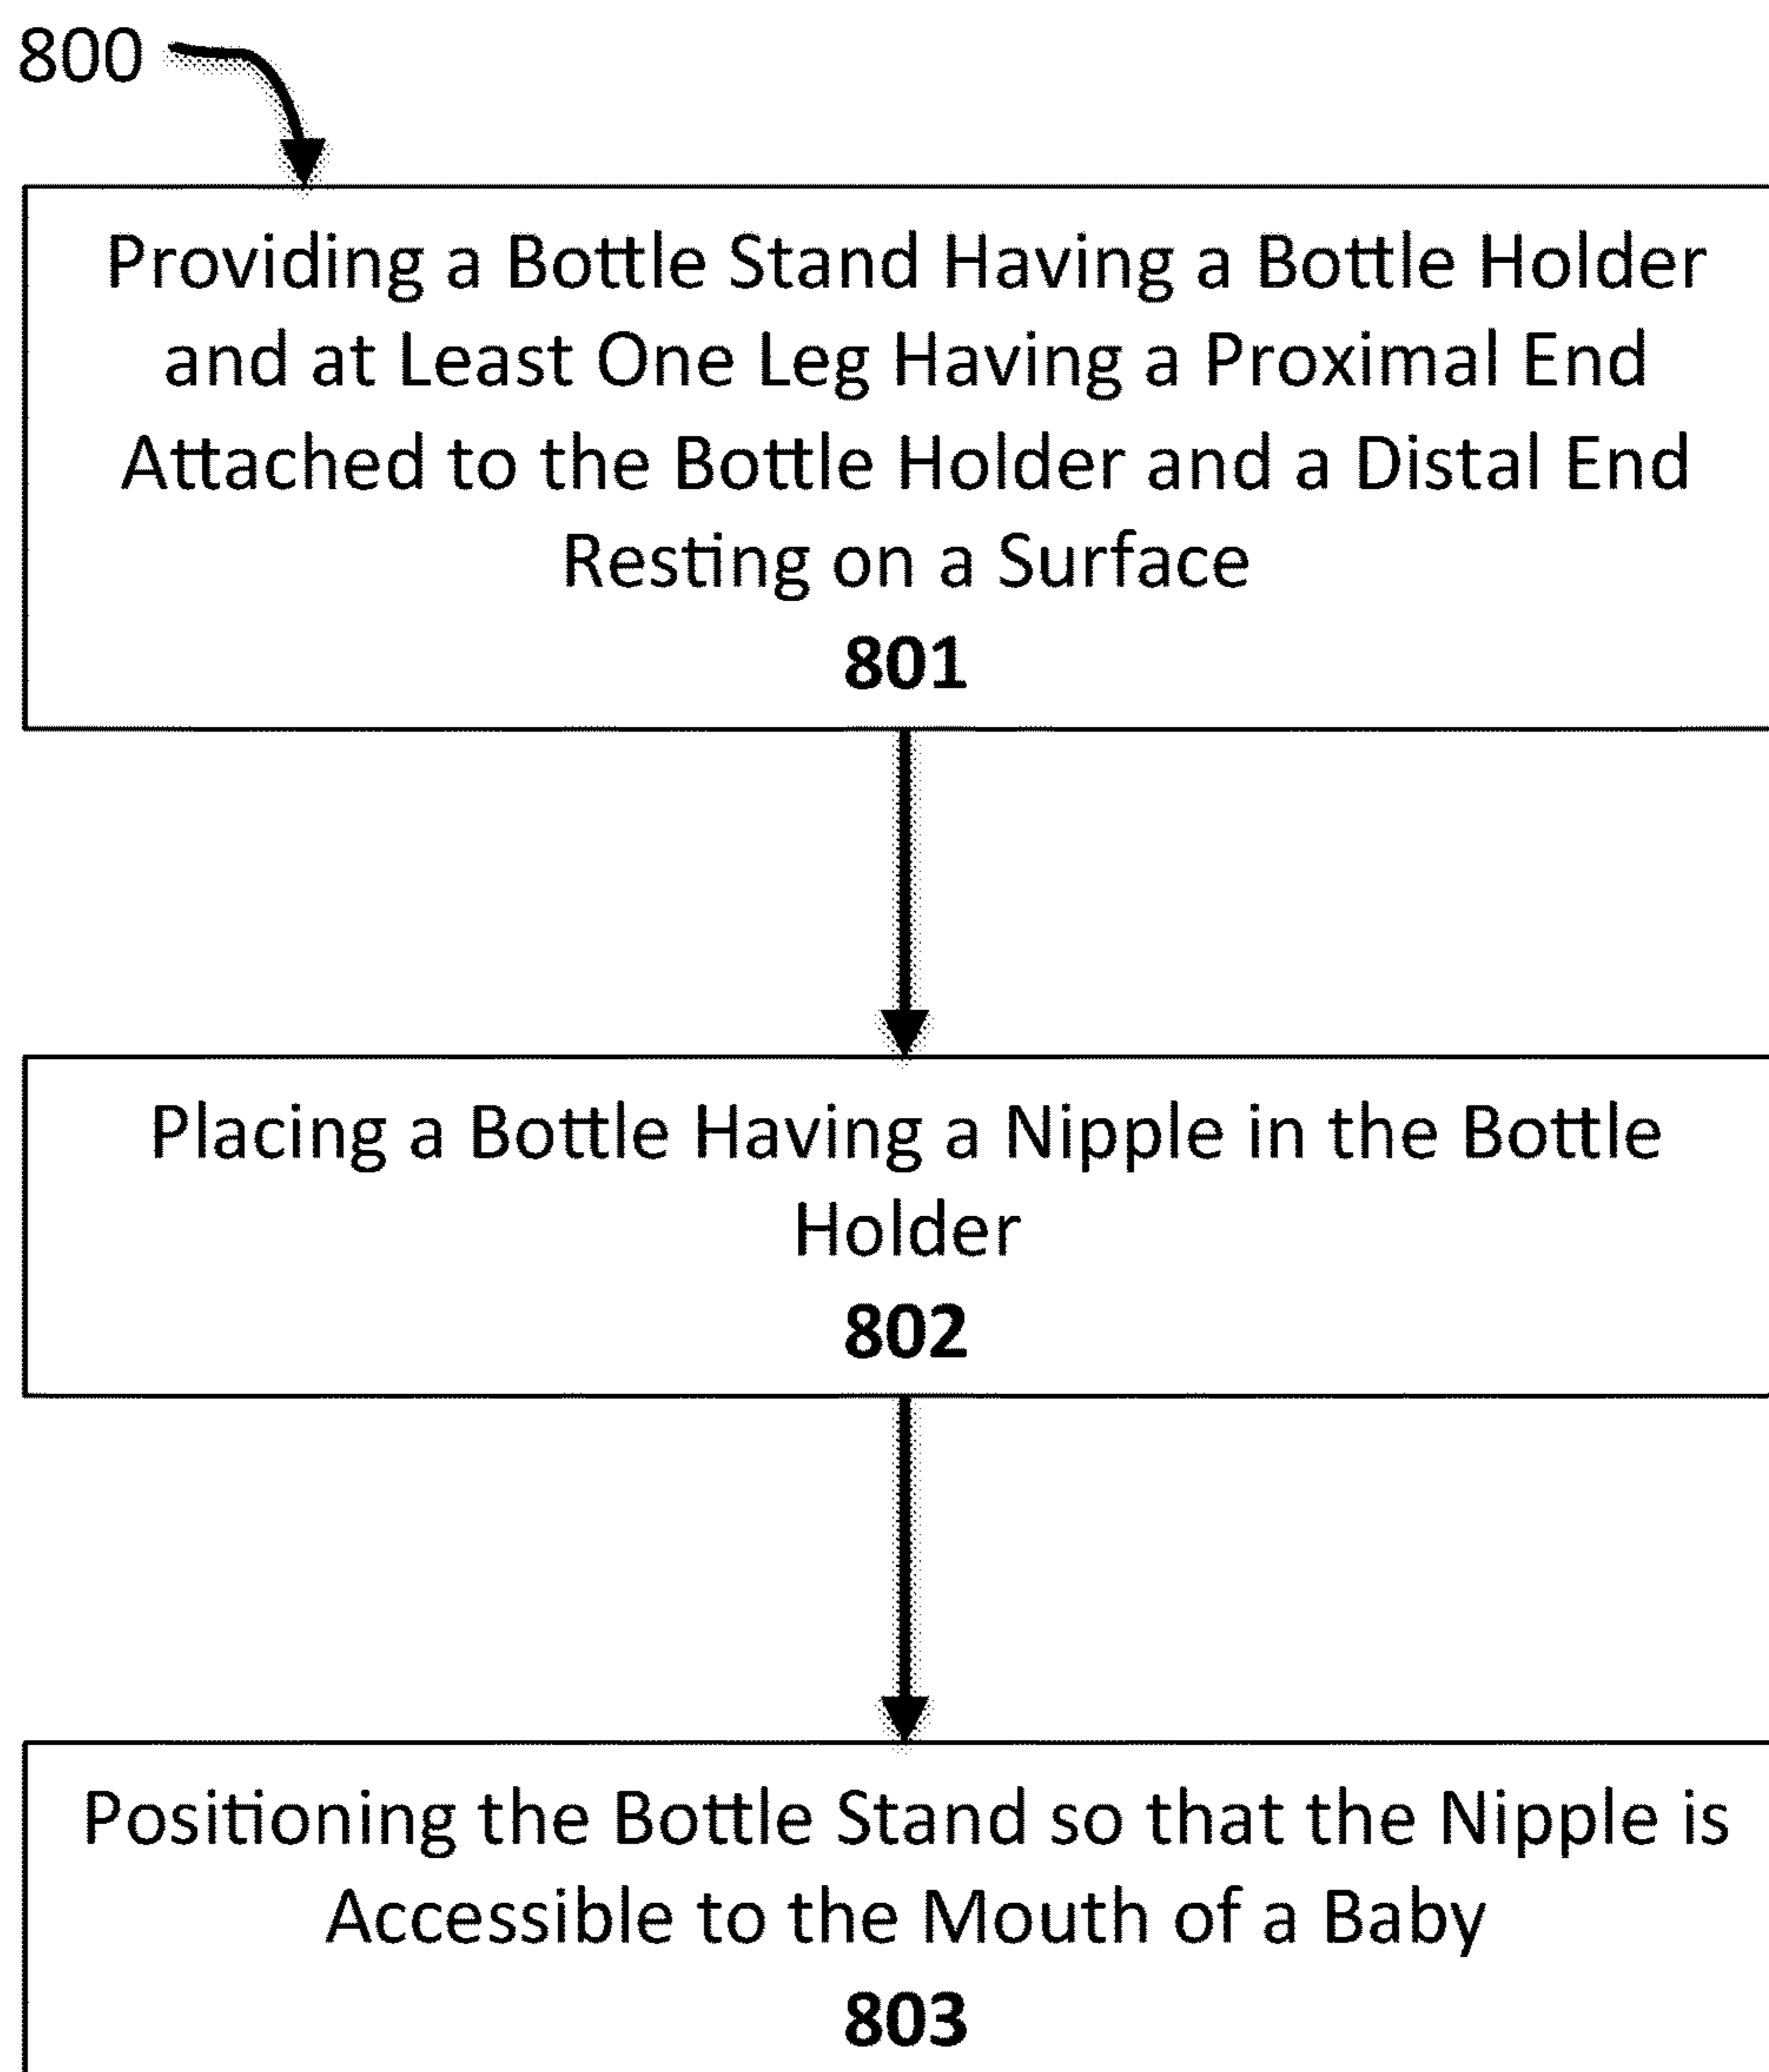 800
Providing a Bottle Stand Having a Bottle Holder
and at Least One Leg Having a Proximal End
Attached to the Bottle Holder and a Distal End
Resting on a Surface
801
Placing a Bottle Having a Nipple in the Bottle
Holder
802
Positioning the Bottle Stand so that the Nipple is
Accessible to the Mouth of a Baby
803